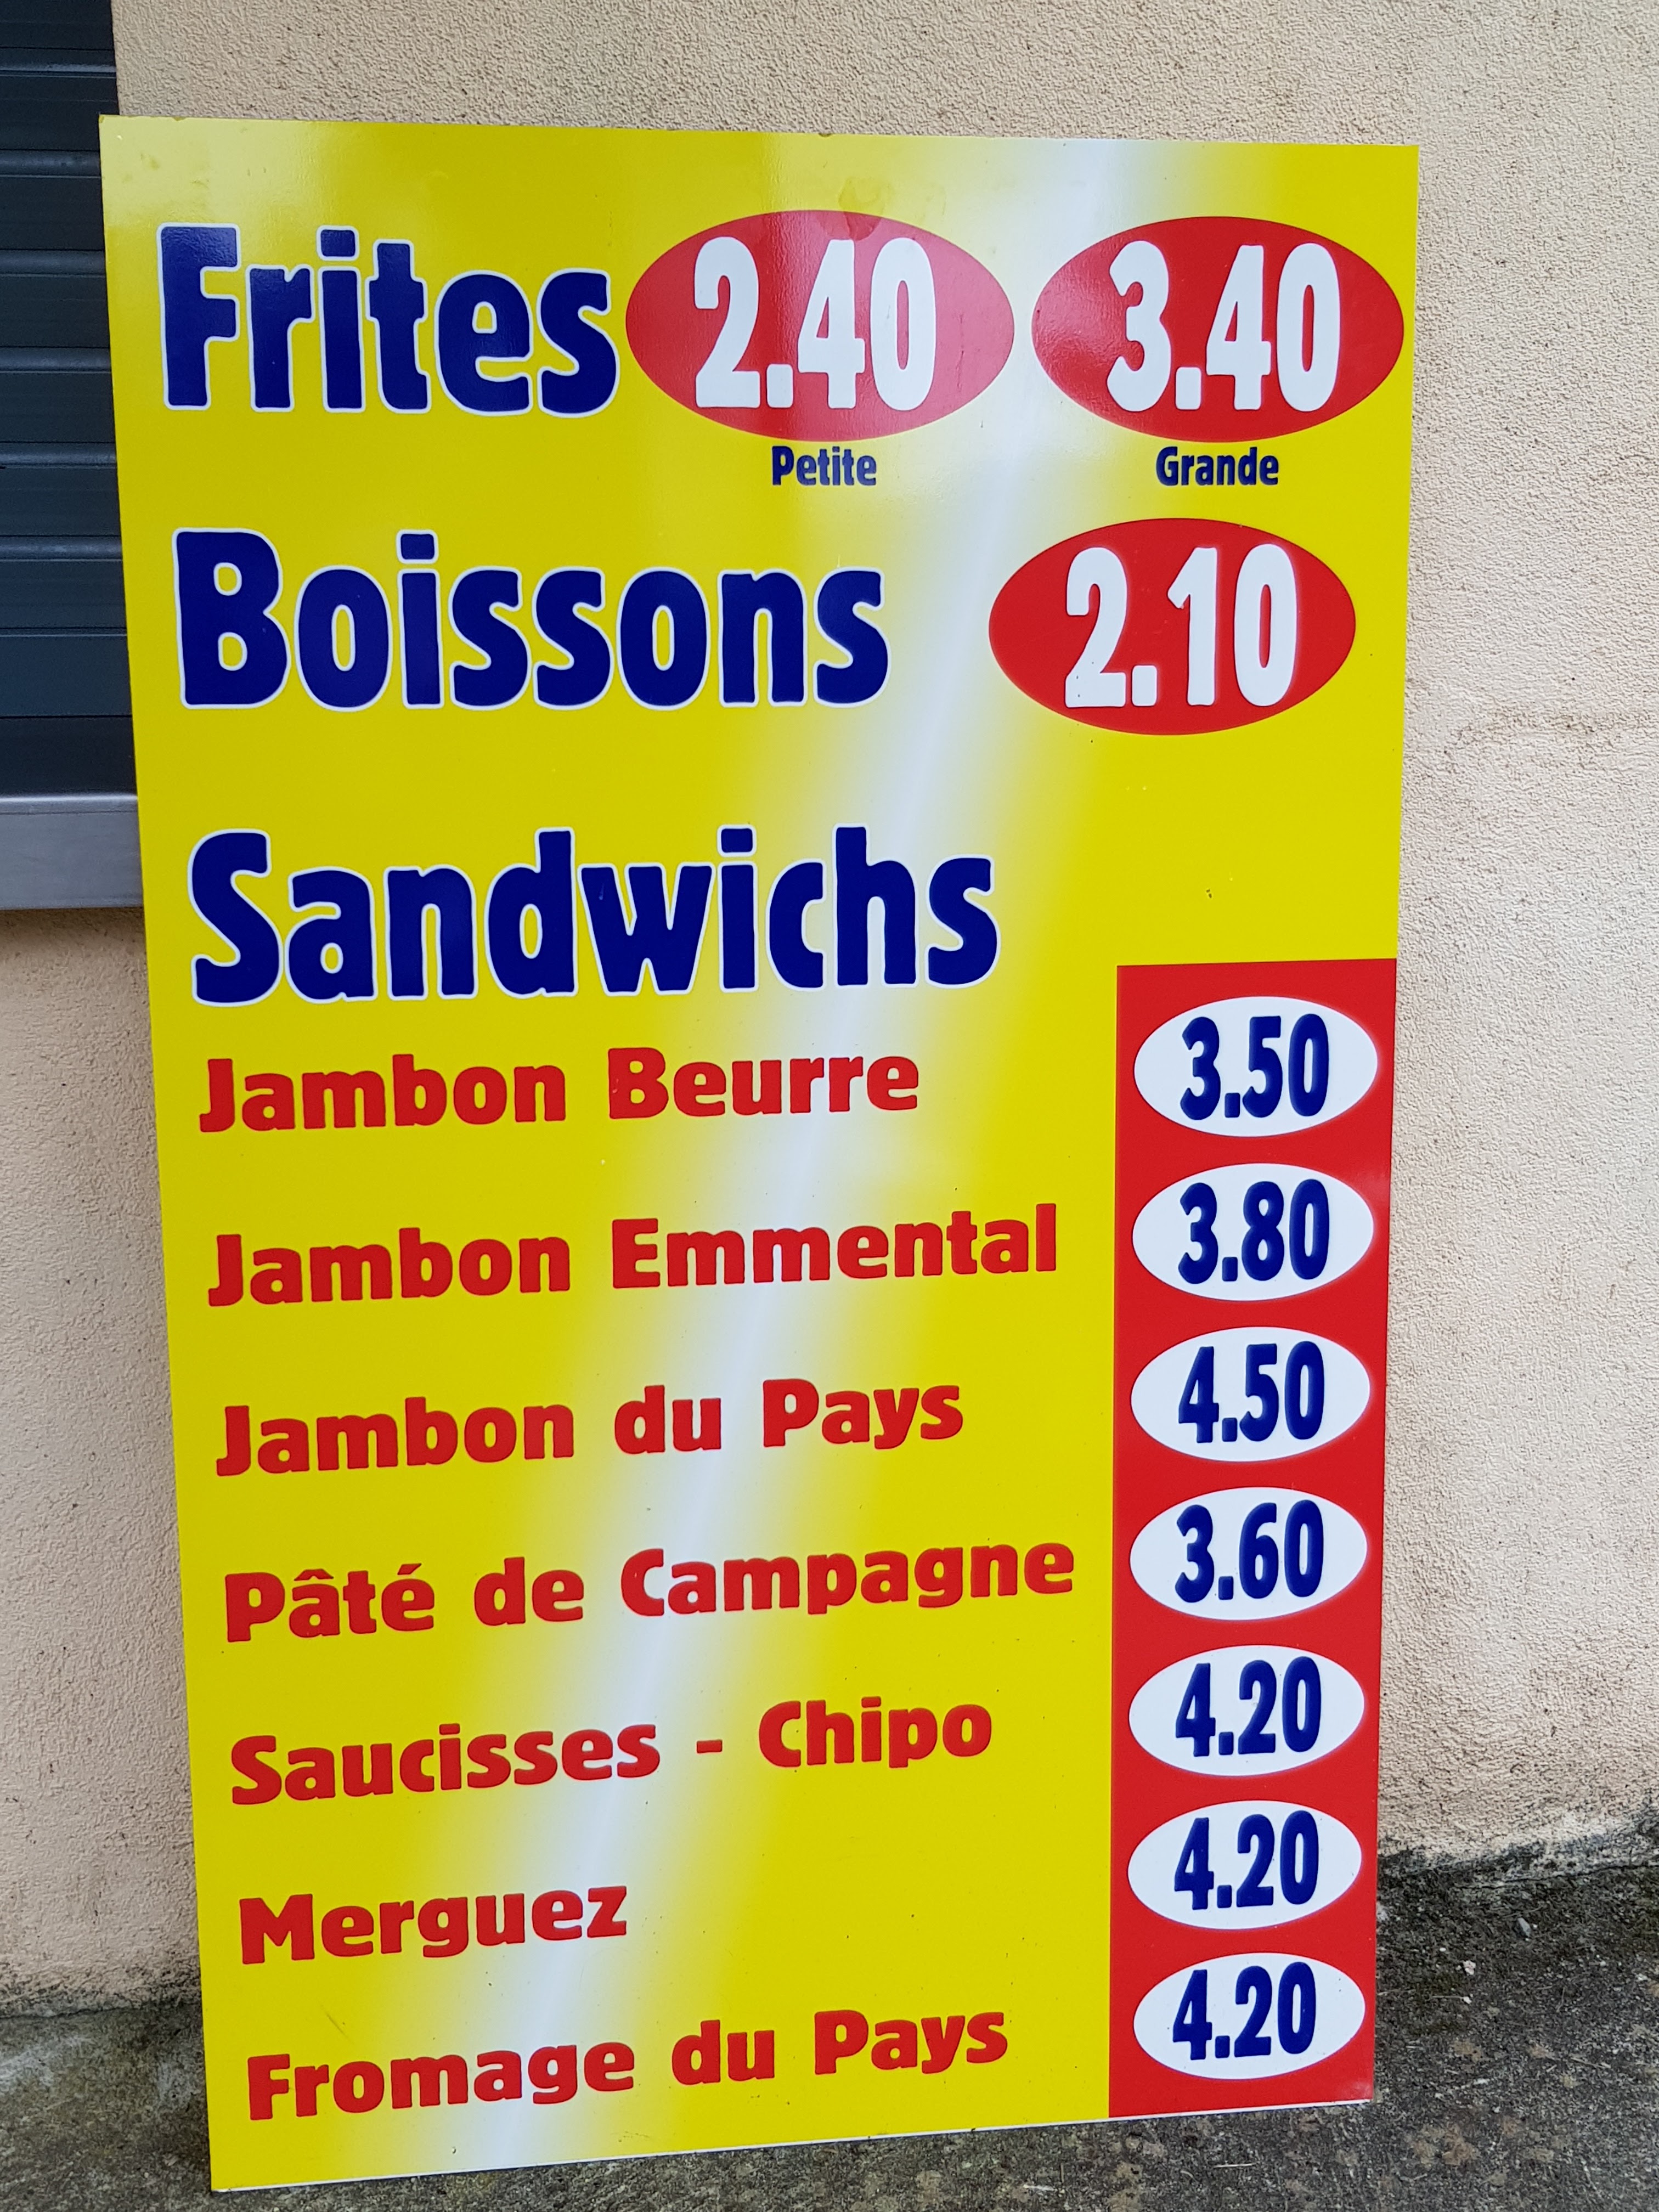 Frites 2.40 3.40
Petite Grande
Boissons 2.10
Sandwichs
Jambon Beurre 3.50
Jambon Emmental 3.80
Jambon du Pays 4.50
Pâté de Campagne 3.60
Saucisses - Chipo 4.20
Merguez 4.20
Fromage du Pays 4.20